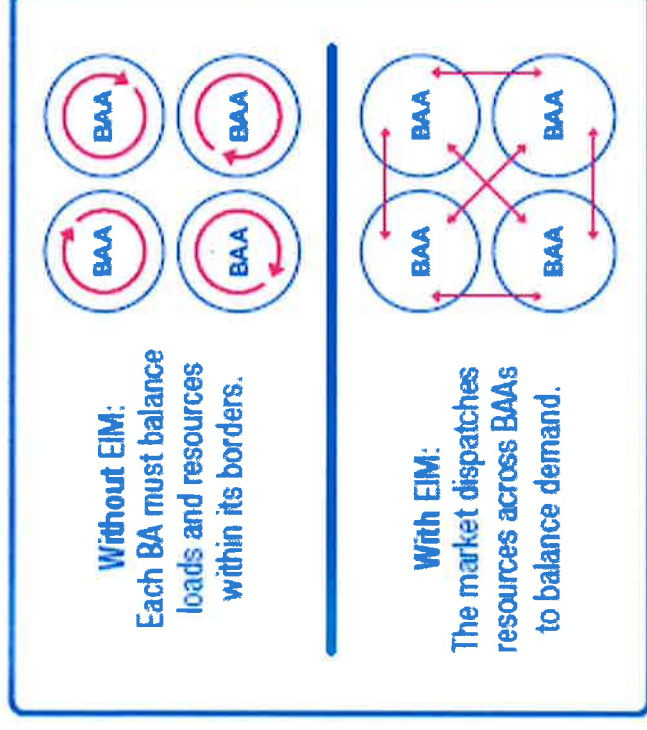 Without EIM:
Each BA must balance
loads and resources
within its borders.
BAA
BAA
BAA
BAA
With EIM:
The market dispatches
resources across BAAs
to balance demand.
BAA
BAA
BAA
BAA